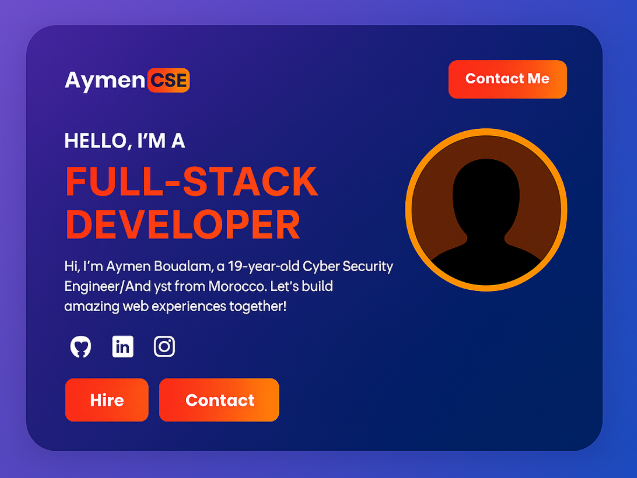 AymenCSE
Contact Me
HELLO, I'M A
FULL-STACK
DEVELOPER
Hi, I'm Aymen Boualam, a 19-year-old Cyber Security
Engineer/And yst from Morocco. Let's build
amazing web experiences together!
in
Hire
Contact